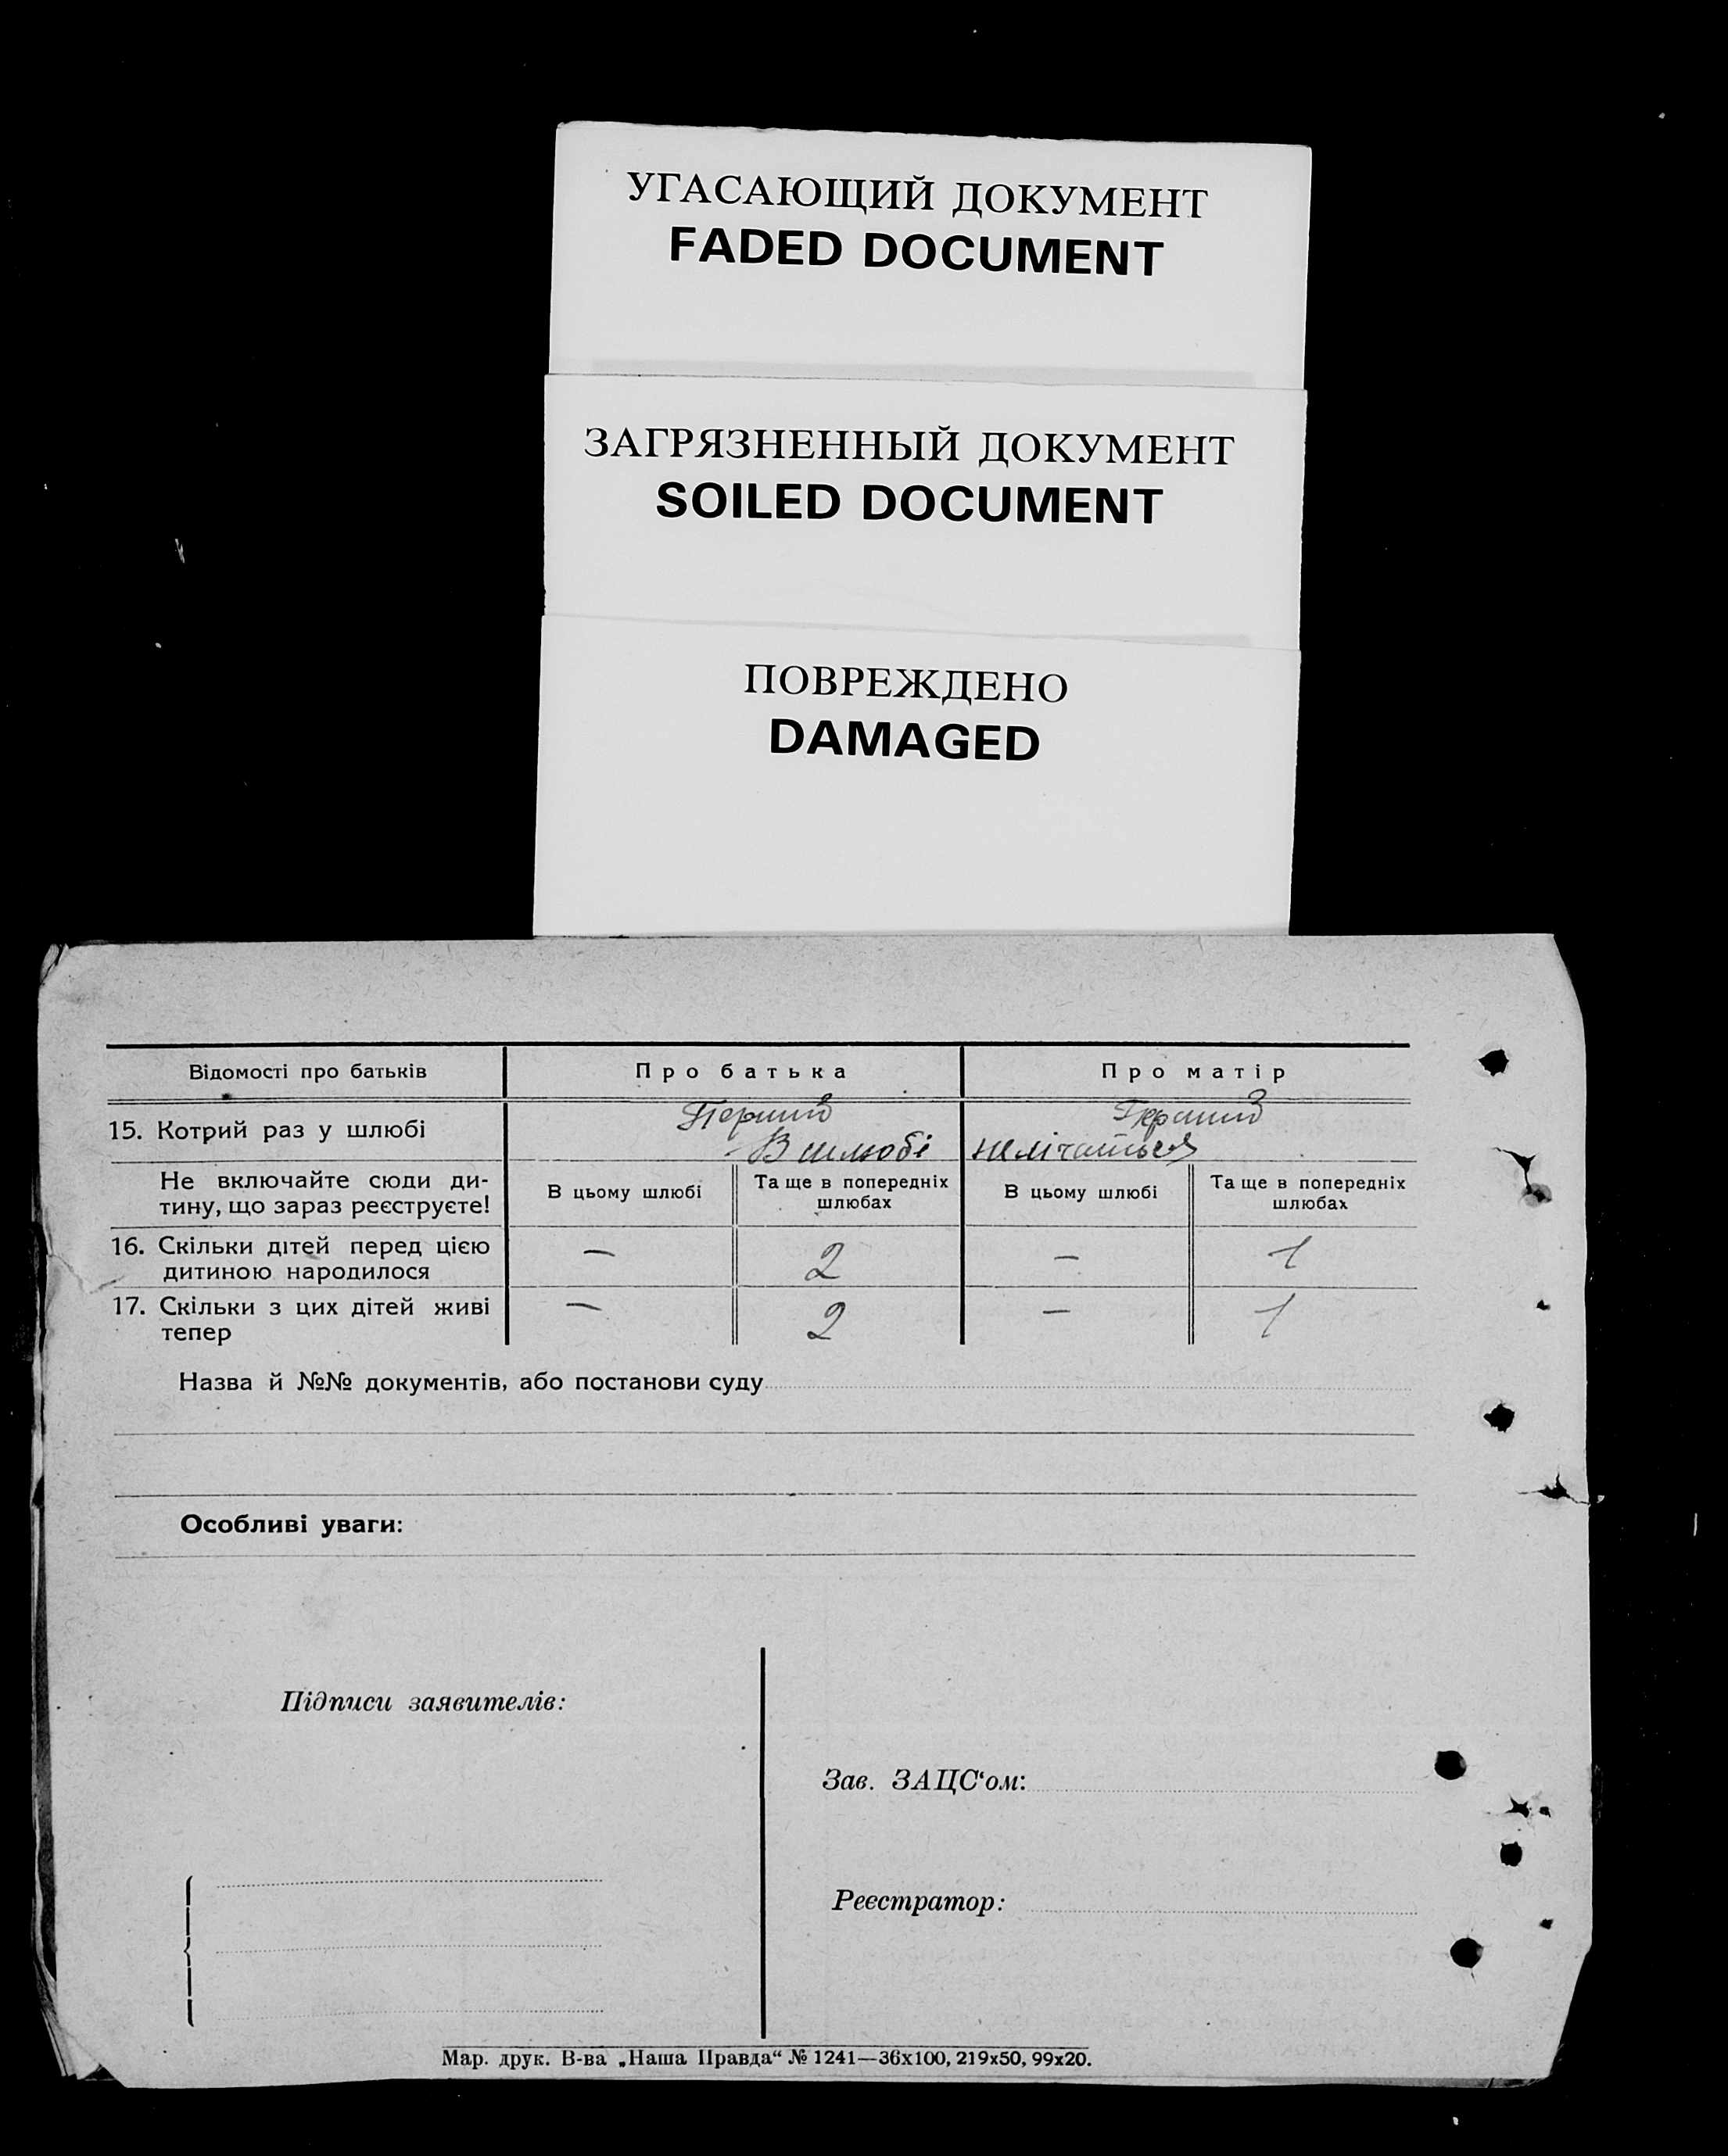 УГАСАЮЩИЙ ДОКУМЕНТ
FADED DOCUMENT
ЗАГРЯЗНЕННЫЙ ДОКУМЕНТ
SOILED DOCUMENT
ПОВРЕЖДЕНО
DAMAGED
Відомості про батьків Про батька Про матір
15. Котрий раз у шлюбі Перший Перший
В шлюбі нелічаться
Не включайте сюди ди-
тину, що зараз реєструєте!
В цьому шлюбі Та ще в попередніх шлюбах В цьому шлюбі Та ще в попередніх шлюбах
16. Скільки дітей перед цією
дитиною народилося — 2 — 1
17. Скільки з цих дітей живі
тепер — 2 — 1
Назва й №№ документів, або постанови суду
Особливі уваги:
Підписи заявителів:
Зав. ЗАЦС‘ом:
Реєстратор:
Мар. друк. В-ва „Наша Правда“ № 1241—36х100, 219х50, 99х20.